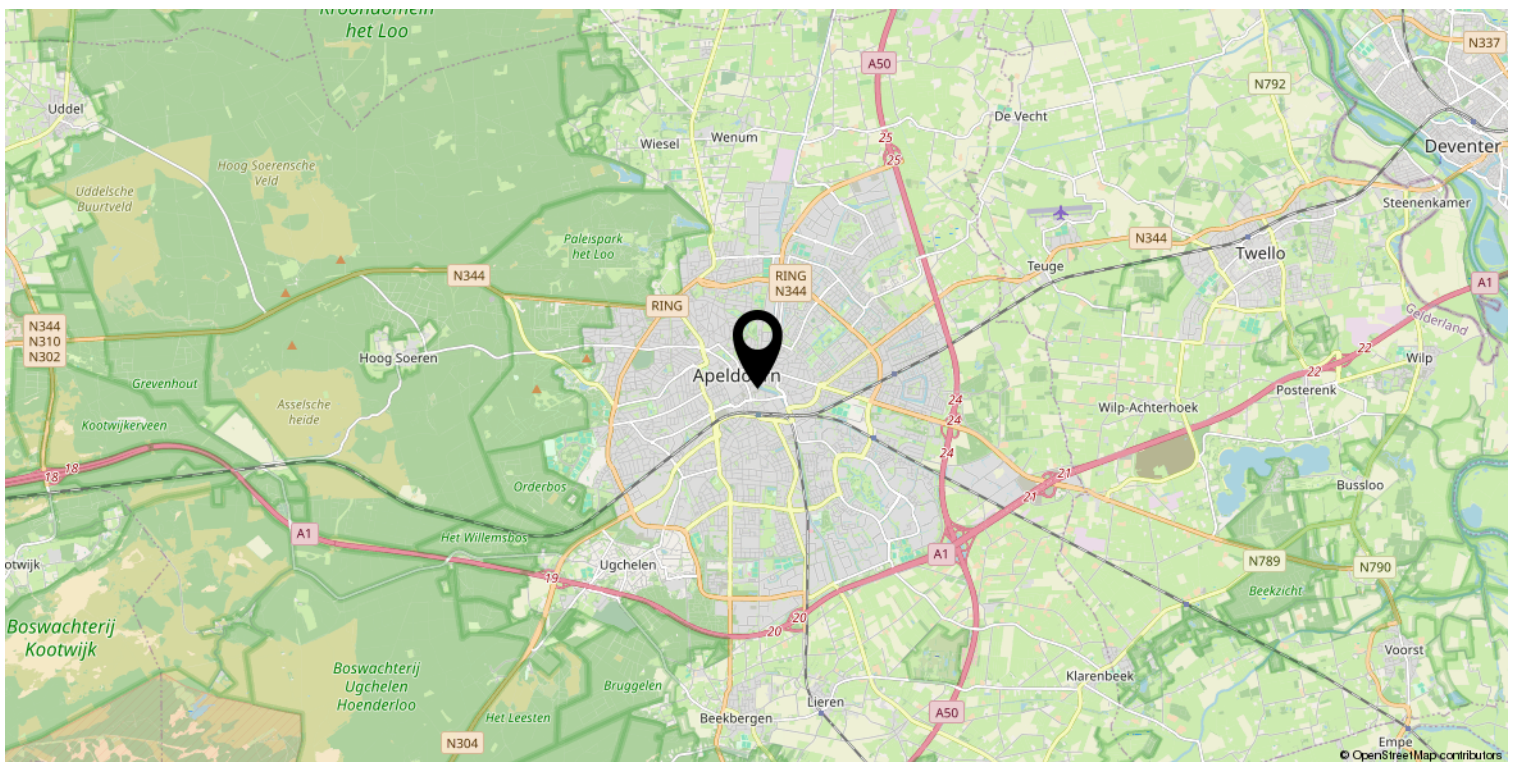 Kroondomein
het Loo
A50
N337
N792
Uddel
De Vecht
Wenum
Wiesel
25
25
Deventer
Hoog Soerensche
Veld
Uddelsche
Buurtveld
Steenenkamer
Paleispark
het Loo
N344
Twello
Teuge
N344
RING
N344
A1
RING
Gelderland
N344
N310
N302
Hoog Soeren
22
22
Wilp
Apeldoorn
Grevenhout
Posterenk
Asselsche
heide
24
24
24
Wilp-Achterhoek
Kootwijkerveen
18
18
21
21
Orderbos
Bussloo
A1
Het Willemsbos
A1
otwijk
Ugchelen
19
N789
N790
Beekzicht
20
20
Boswachterij
Kootwijk
Boswachterij
Ugchelen
Hoenderloo
Voorst
Klarenbeek
Bruggelen
Lieren
Het Leesten
Beekbergen
A50
N304
Empe
© OpenStreetMap contributors